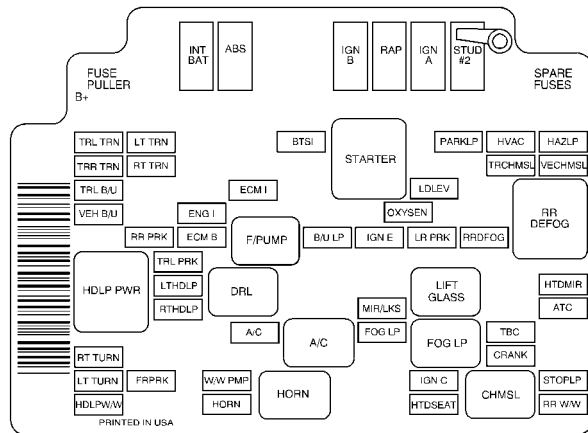 INT BAT
ABS
IGN B
RAP
IGN A
STUD #2
FUSE PULLER
B+
SPARE FUSES
TRL TRN
LT TRN
BTSI
STARTER
PARKLP
HVAC
HAZLP
TRR TRN
RT TRN
TRCHMSL
VECHMSL
TRL B/U
ECM I
LDLEV
RR DEFOG
VEH B/U
ENG I
OXYSEN
RR PRK
ECM B
F/PUMP
B/U LP
IGN E
LR PRK
RRDFOG
HDLP PWR
TRL PRK
LTHDLP
DRL
LIFT GLASS
HTDMIR
RTHDLP
MIR/LKS
ATC
A/C
A/C
FOG LP
FOG LP
TBC
CRANK
RT TURN
LT TURN
FRPRK
W/W PMP
HORN
IGN C
CHMSL
STOPLP
HDLPW/W
HORN
HTDSEAT
RR W/W
PRINTED IN USA